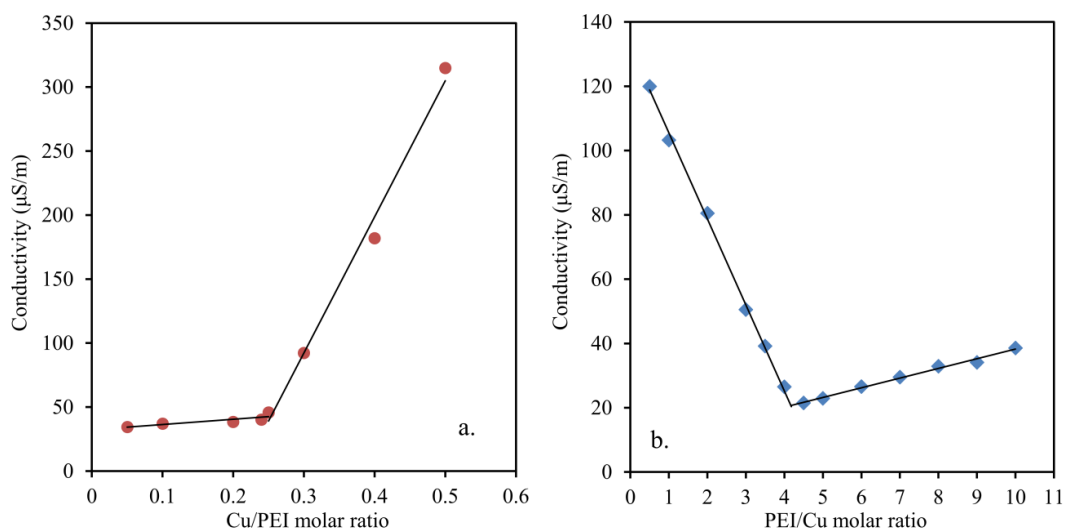 350
300
250
200
150
100
50
0
Conductivity (µS/m)
0 0.1 0.2 0.3 0.4 0.5 0.6
Cu/PEI molar ratio
a.
140
120
100
80
60
40
20
0
Conductivity (µS/m)
0 1 2 3 4 5 6 7 8 9 10 11
PEI/Cu molar ratio
b.